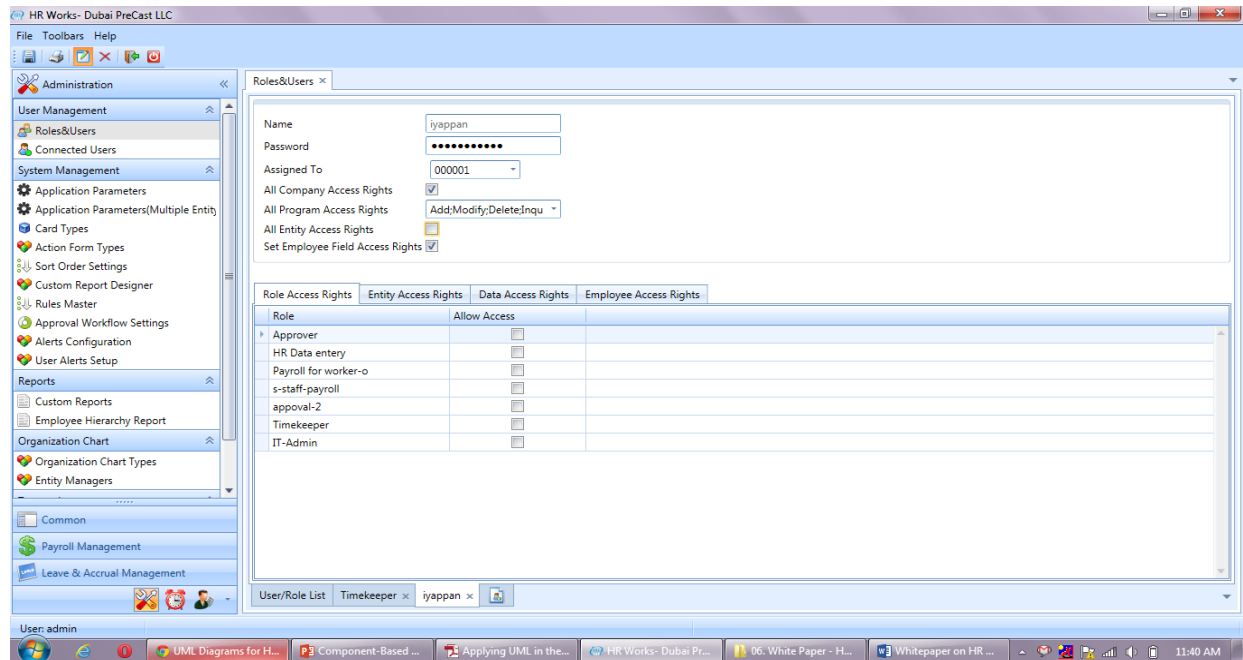 HR Works- Dubai PreCast LLC
File Toolbars Help
Administration
Roles&Users
User Management
Roles&Users
Connected Users
System Management
Application Parameters
Application Parameters(Multiple Entity
Card Types
Action Form Types
Sort Order Settings
Custom Report Designer
Rules Master
Approval Workflow Settings
Alerts Configuration
User Alerts Setup
Reports
Custom Reports
Employee Hierarchy Report
Organization Chart
Organization Chart Types
Entity Managers
Common
Payroll Management
Leave & Accrual Management
Name iyappan
Password
Assigned To 000001
All Company Access Rights
All Program Access Rights Add;Modify;Delete;Inqu
All Entity Access Rights
Set Employee Field Access Rights
Role Access Rights Entity Access Rights Data Access Rights Employee Access Rights
Role Allow Access
Approver
HR Data entery
Payroll for worker-o
s-staff-payroll
appoval-2
Timekeeper
IT-Admin
User/Role List Timekeeper iyappan
User: admin
UML Diagrams for H... Component-Based ... Applying UML in the... HR Works- Dubai Pr... 06. White Paper - H... Whitepaper on HR ... 11:40 AM